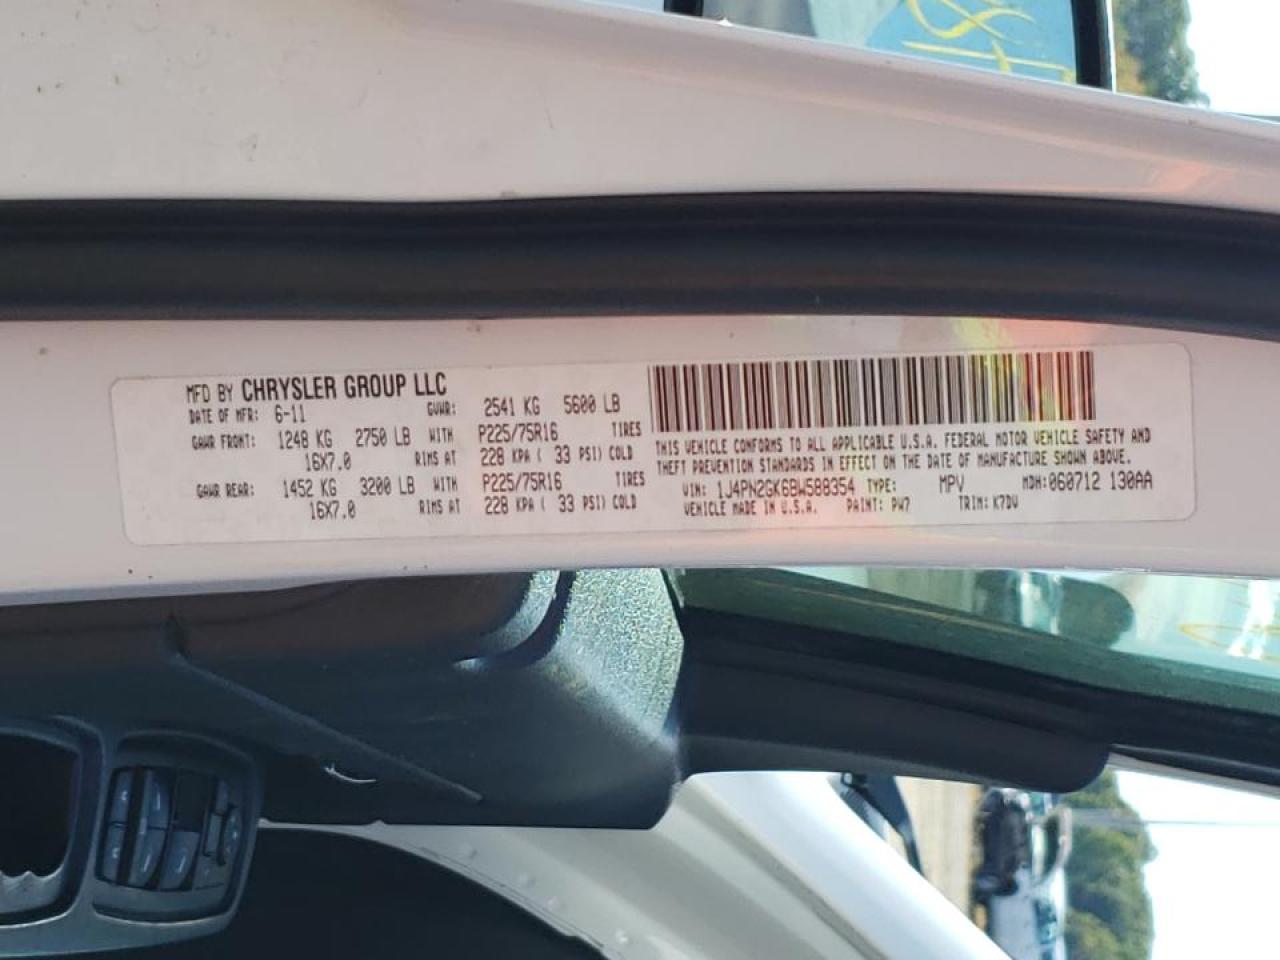 MFD BY CHRYSLER GROUP LLC
DATE OF MFR: 6-11 GVWR: 2541 KG 5600 LB
GAWR FRONT: 1248 KG 2750 LB WITH P225/75R16 TIRES
16X7.0 RIMS AT 228 KPA ( 33 PSI) COLD
GAWR REAR: 1452 KG 3200 LB WITH P225/75R16 TIRES
16X7.0 RIMS AT 228 KPA ( 33 PSI) COLD
THIS VEHICLE CONFORMS TO ALL APPLICABLE U.S.A. FEDERAL MOTOR VEHICLE SAFETY AND
THEFT PREVENTION STANDARDS IN EFFECT ON THE DATE OF MANUFACTURE SHOWN ABOVE.
VIN: 1J4PN2GK6BW588354 TYPE: MPV MDH: 060712 130AA
VEHICLE MADE IN U.S.A. PAINT: PW7 TRIM: K7DV